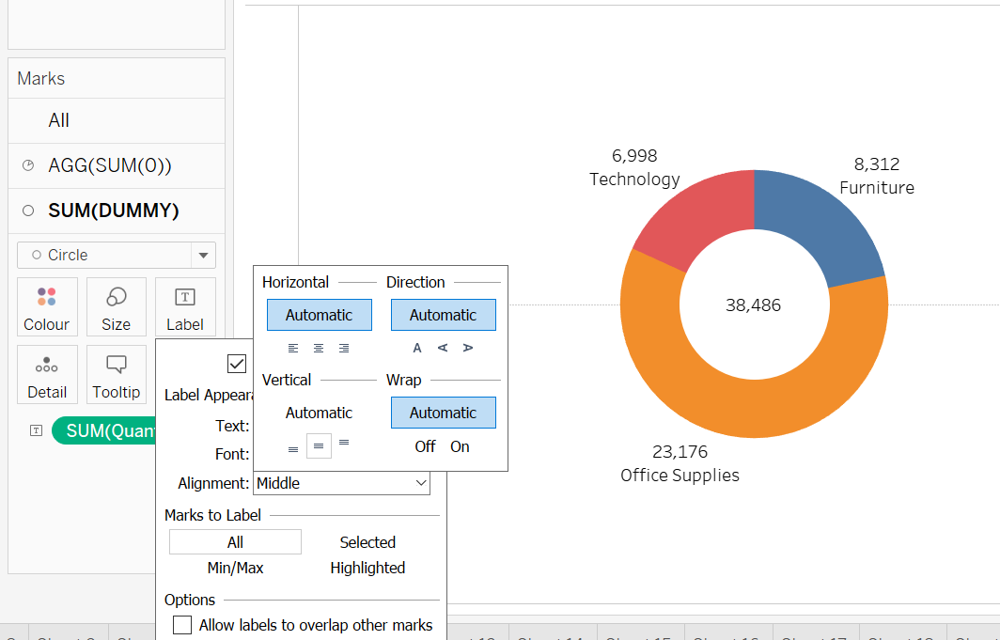 Marks
All
AGG(SUM(0))
SUM(DUMMY)
Circle
Colour
Size
Label
Detail
Tooltip
SUM(Quan
Label Appeara
Text:
Font:
Alignment: Middle
Marks to Label
All
Selected
Min/Max
Highlighted
Options
Allow labels to overlap other marks
Horizontal
Direction
Automatic
Automatic
A
A
A
Vertical
Wrap
Automatic
Automatic
Off
On
6,998
Technology
8,312
Furniture
38,486
23,176
Office Supplies